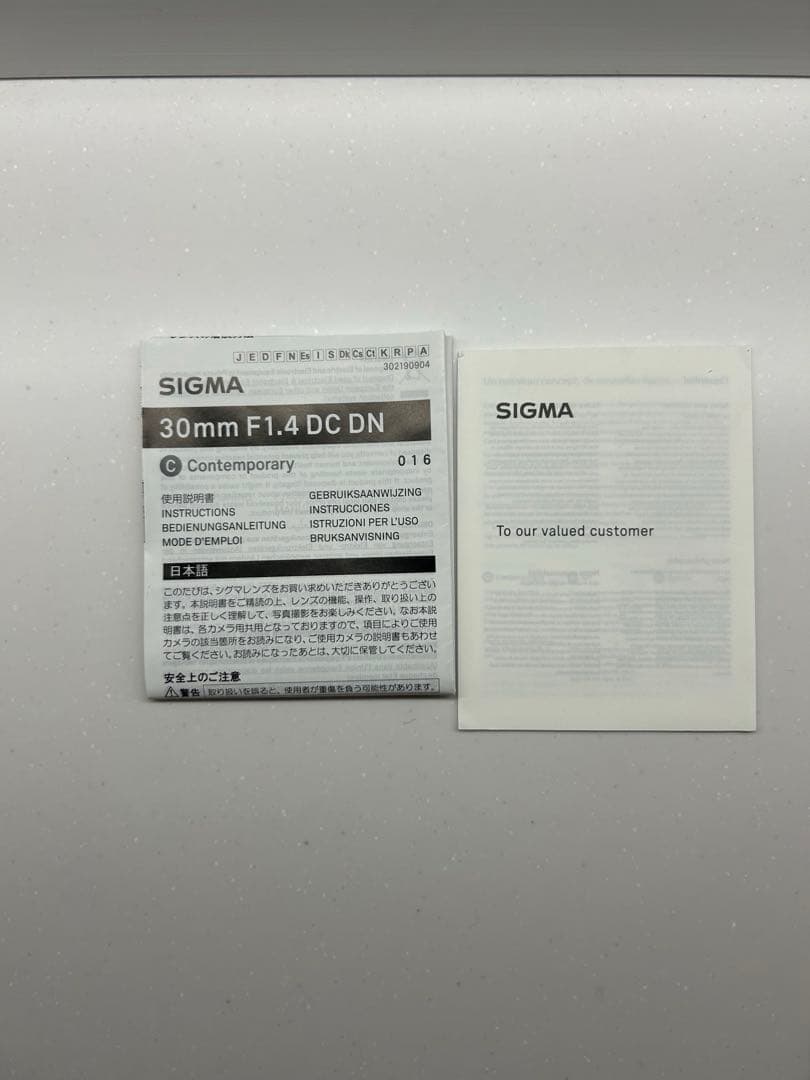 J E D F N Es I S Dk Cs Ct K R P A
302190904
SIGMA
30mm F1.4 DC DN
C Contemporary 016
使用説明書
INSTRUCTIONS
BEDIENUNGSANLEITUNG
MODE D'EMPLOI
GEBRUIKSAANWIJZING
INSTRUCCIONES
ISTRUZIONI PER L'USO
BRUKSANVISNING
日本語
このたびは、シグマレンズをお買い求めいただきありがとうござい
ます。本説明書をご精読の上、レンズの機能、操作、取り扱い上の
注意点を正しく理解して、写真撮影をお楽しみください。なお本説
明書は、各カメラ用共用となっておりますので、項目によりご使用
カメラの該当箇所をお読みになり、ご使用カメラの説明書もあわせ
てご覧ください。お読みになったあとは、大切に保管してください。
安全上のご注意
警告 取り扱いを誤ると、使用者が重傷を負う可能性があります。
SIGMA
To our valued customer